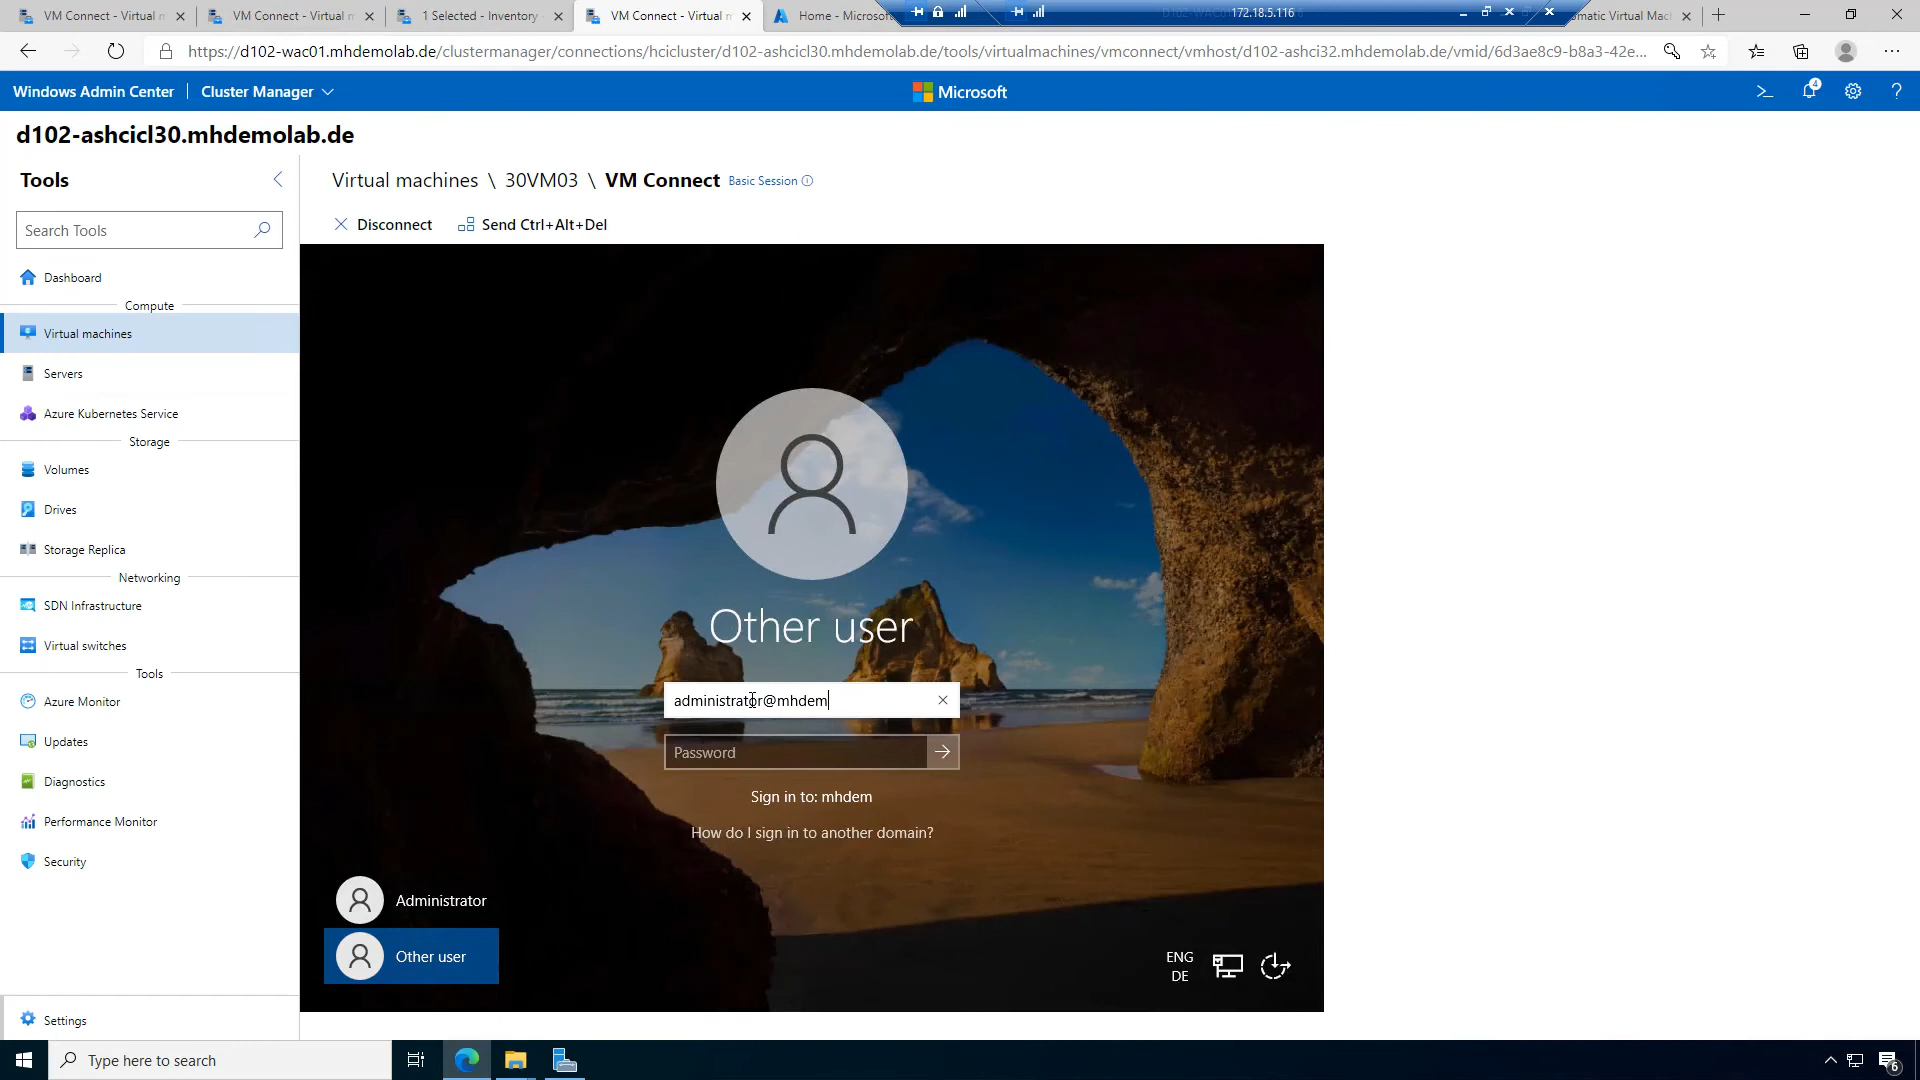 VM Connect - Virtual m
VM Connect - Virtual m
1 Selected - Inventory
VM Connect - Virtual m
Home - Microsof
172.18.5.116
omatic Virtual Mac
https://d102-wac01.mhdemolab.de/clustermanager/connections/hcicluster/d102-ashcicl30.mhdemolab.de/tools/virtualmachines/vmconnect/vmhost/d102-ashci32.mhdemolab.de/vmid/6d3ae8c9-b8a3-42e...
Windows Admin Center
Cluster Manager
Microsoft
4
d102-ashcicl30.mhdemolab.de
Tools
Search Tools
Dashboard
Compute
Virtual machines
Servers
Azure Kubernetes Service
Storage
Volumes
Drives
Storage Replica
Networking
SDN Infrastructure
Virtual switches
Tools
Azure Monitor
Updates
Diagnostics
Performance Monitor
Security
Settings
Virtual machines \ 30VM03 \ VM Connect Basic Session
Disconnect
Send Ctrl+Alt+Del
Other user
administrator@mhdem
Password
Sign in to: mhdem
How do I sign in to another domain?
Administrator
Other user
ENG
DE
Type here to search
6